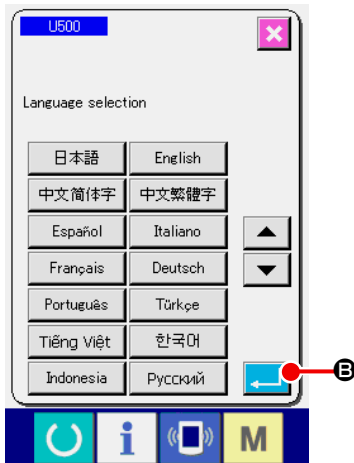 U500
Language selection
日本語 English
中文简体字 中文繁體字
Español Italiano
Français Deutsch
Português Türkçe
Tiếng Việt 한국어
Indonesia Русский
B
i M